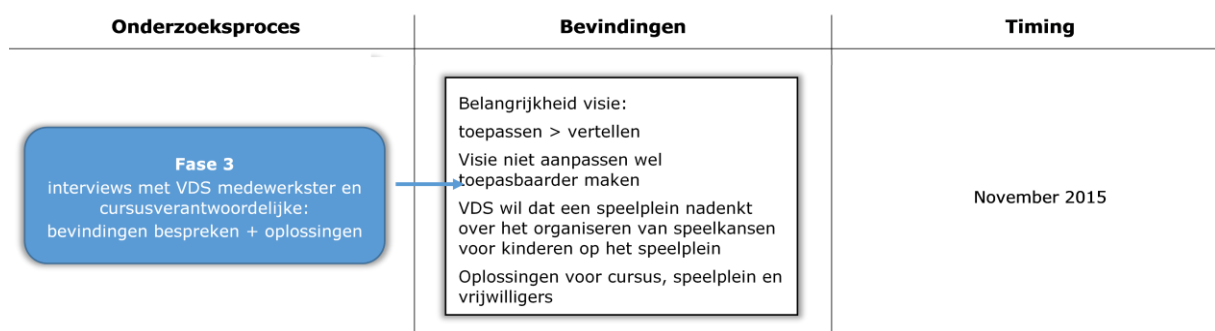 Onderzoeksproces
Bevindingen
Timing
Fase 3
interviews met VDS medewerkster en
cursusverantwoordelijke:
bevindingen bespreken + oplossingen
Belangrijkheid visie:
toepassen > vertellen
Visie niet aanpassen wel
toepasbaarder maken
VDS wil dat een speelplein nadenkt
over het organiseren van speelkansen
voor kinderen op het speelplein
Oplossingen voor cursus, speelplein en
vrijwilligers
November 2015